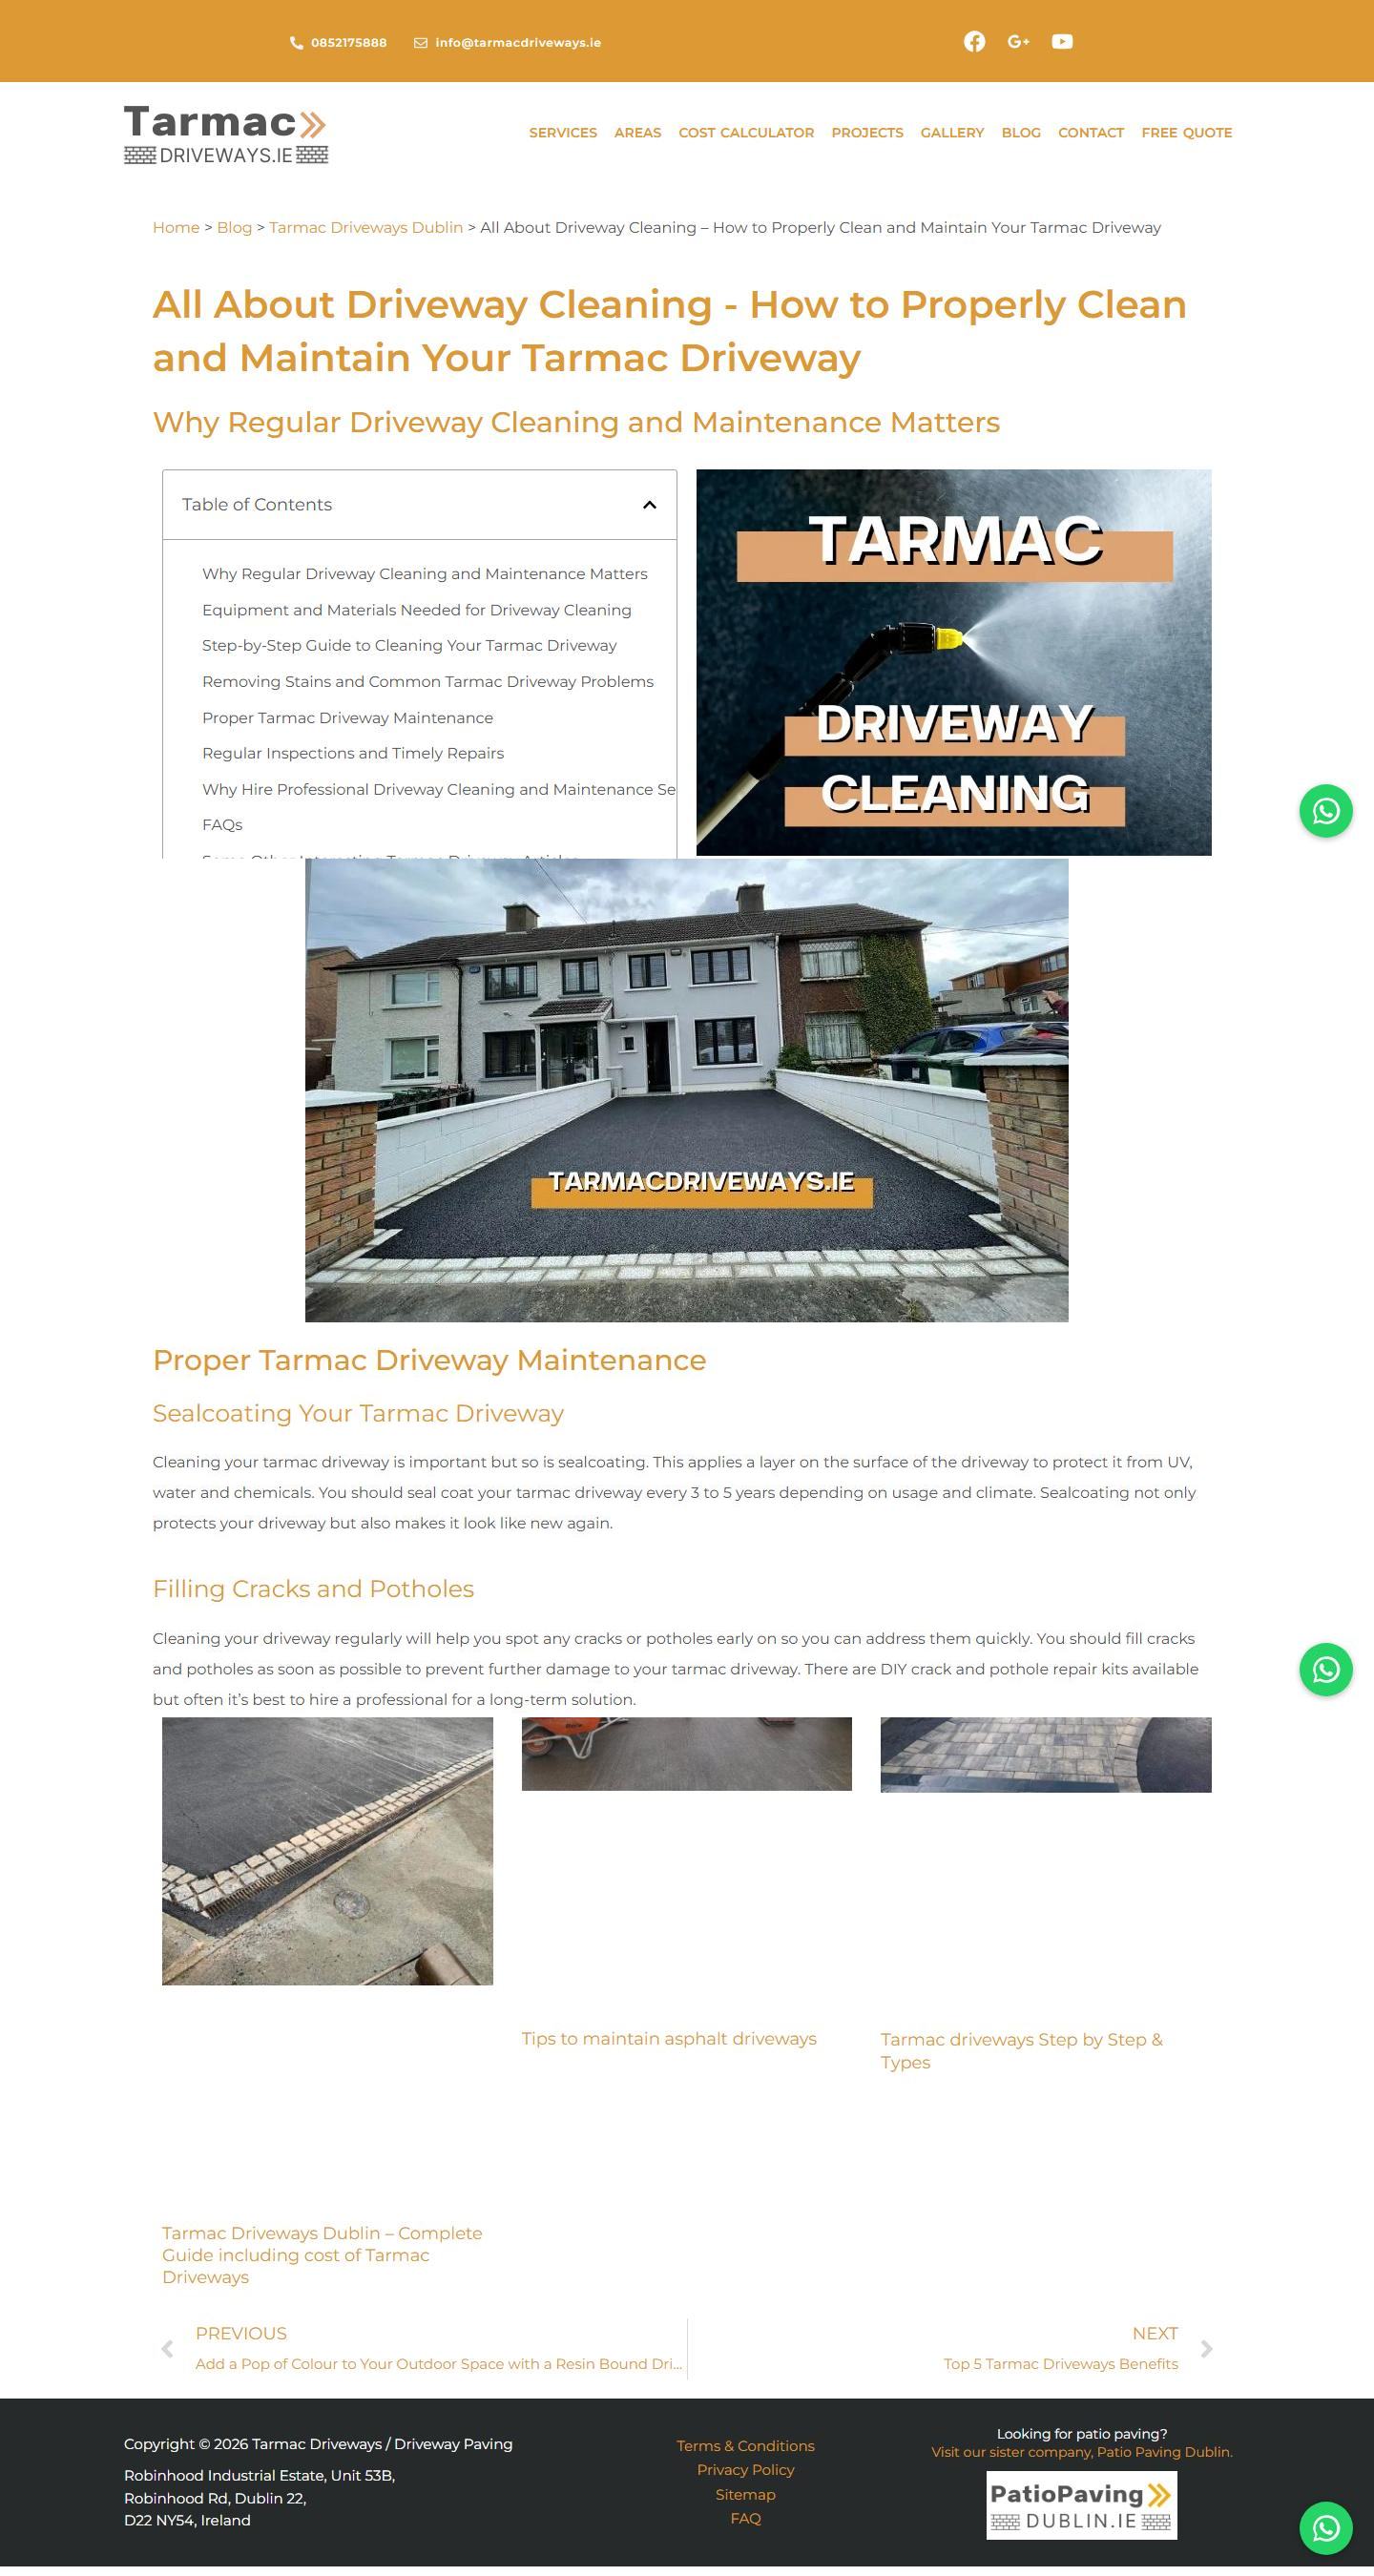 0852175888
info@tarmacdriveways.ie
Tarmac
DRIVEWAYS.IE
SERVICES AREAS COST CALCULATOR PROJECTS GALLERY BLOG CONTACT FREE QUOTE
Home > Blog > Tarmac Driveways Dublin > All About Driveway Cleaning – How to Properly Clean and Maintain Your Tarmac Driveway
All About Driveway Cleaning - How to Properly Clean
and Maintain Your Tarmac Driveway
Why Regular Driveway Cleaning and Maintenance Matters
Table of Contents
Why Regular Driveway Cleaning and Maintenance Matters
Equipment and Materials Needed for Driveway Cleaning
Step-by-Step Guide to Cleaning Your Tarmac Driveway
Removing Stains and Common Tarmac Driveway Problems
Proper Tarmac Driveway Maintenance
Regular Inspections and Timely Repairs
Why Hire Professional Driveway Cleaning and Maintenance Se
FAQs
TARMAC
DRIVEWAY
CLEANING
TARMACDRIVEWAYS.IE
Proper Tarmac Driveway Maintenance
Sealcoating Your Tarmac Driveway
Cleaning your tarmac driveway is important but so is sealcoating. This applies a layer on the surface of the driveway to protect it from UV,
water and chemicals. You should seal coat your tarmac driveway every 3 to 5 years depending on usage and climate. Sealcoating not only
protects your driveway but also makes it look like new again.
Filling Cracks and Potholes
Cleaning your driveway regularly will help you spot any cracks or potholes early on so you can address them quickly. You should fill cracks
and potholes as soon as possible to prevent further damage to your tarmac driveway. There are DIY crack and pothole repair kits available
but often it's best to hire a professional for a long-term solution.
Tips to maintain asphalt driveways
Tarmac driveways Step by Step &
Types
Tarmac Driveways Dublin – Complete
Guide including cost of Tarmac
Driveways
PREVIOUS
Add a Pop of Colour to Your Outdoor Space with a Resin Bound Dri...
NEXT
Top 5 Tarmac Driveways Benefits
Copyright © 2026 Tarmac Driveways / Driveway Paving
Robinhood Industrial Estate, Unit 53B,
Robinhood Rd, Dublin 22,
D22 NY54, Ireland
Terms & Conditions
Privacy Policy
Sitemap
FAQ
Looking for patio paving?
Visit our sister company, Patio Paving Dublin.
PatioPaving
DUBLIN.IE